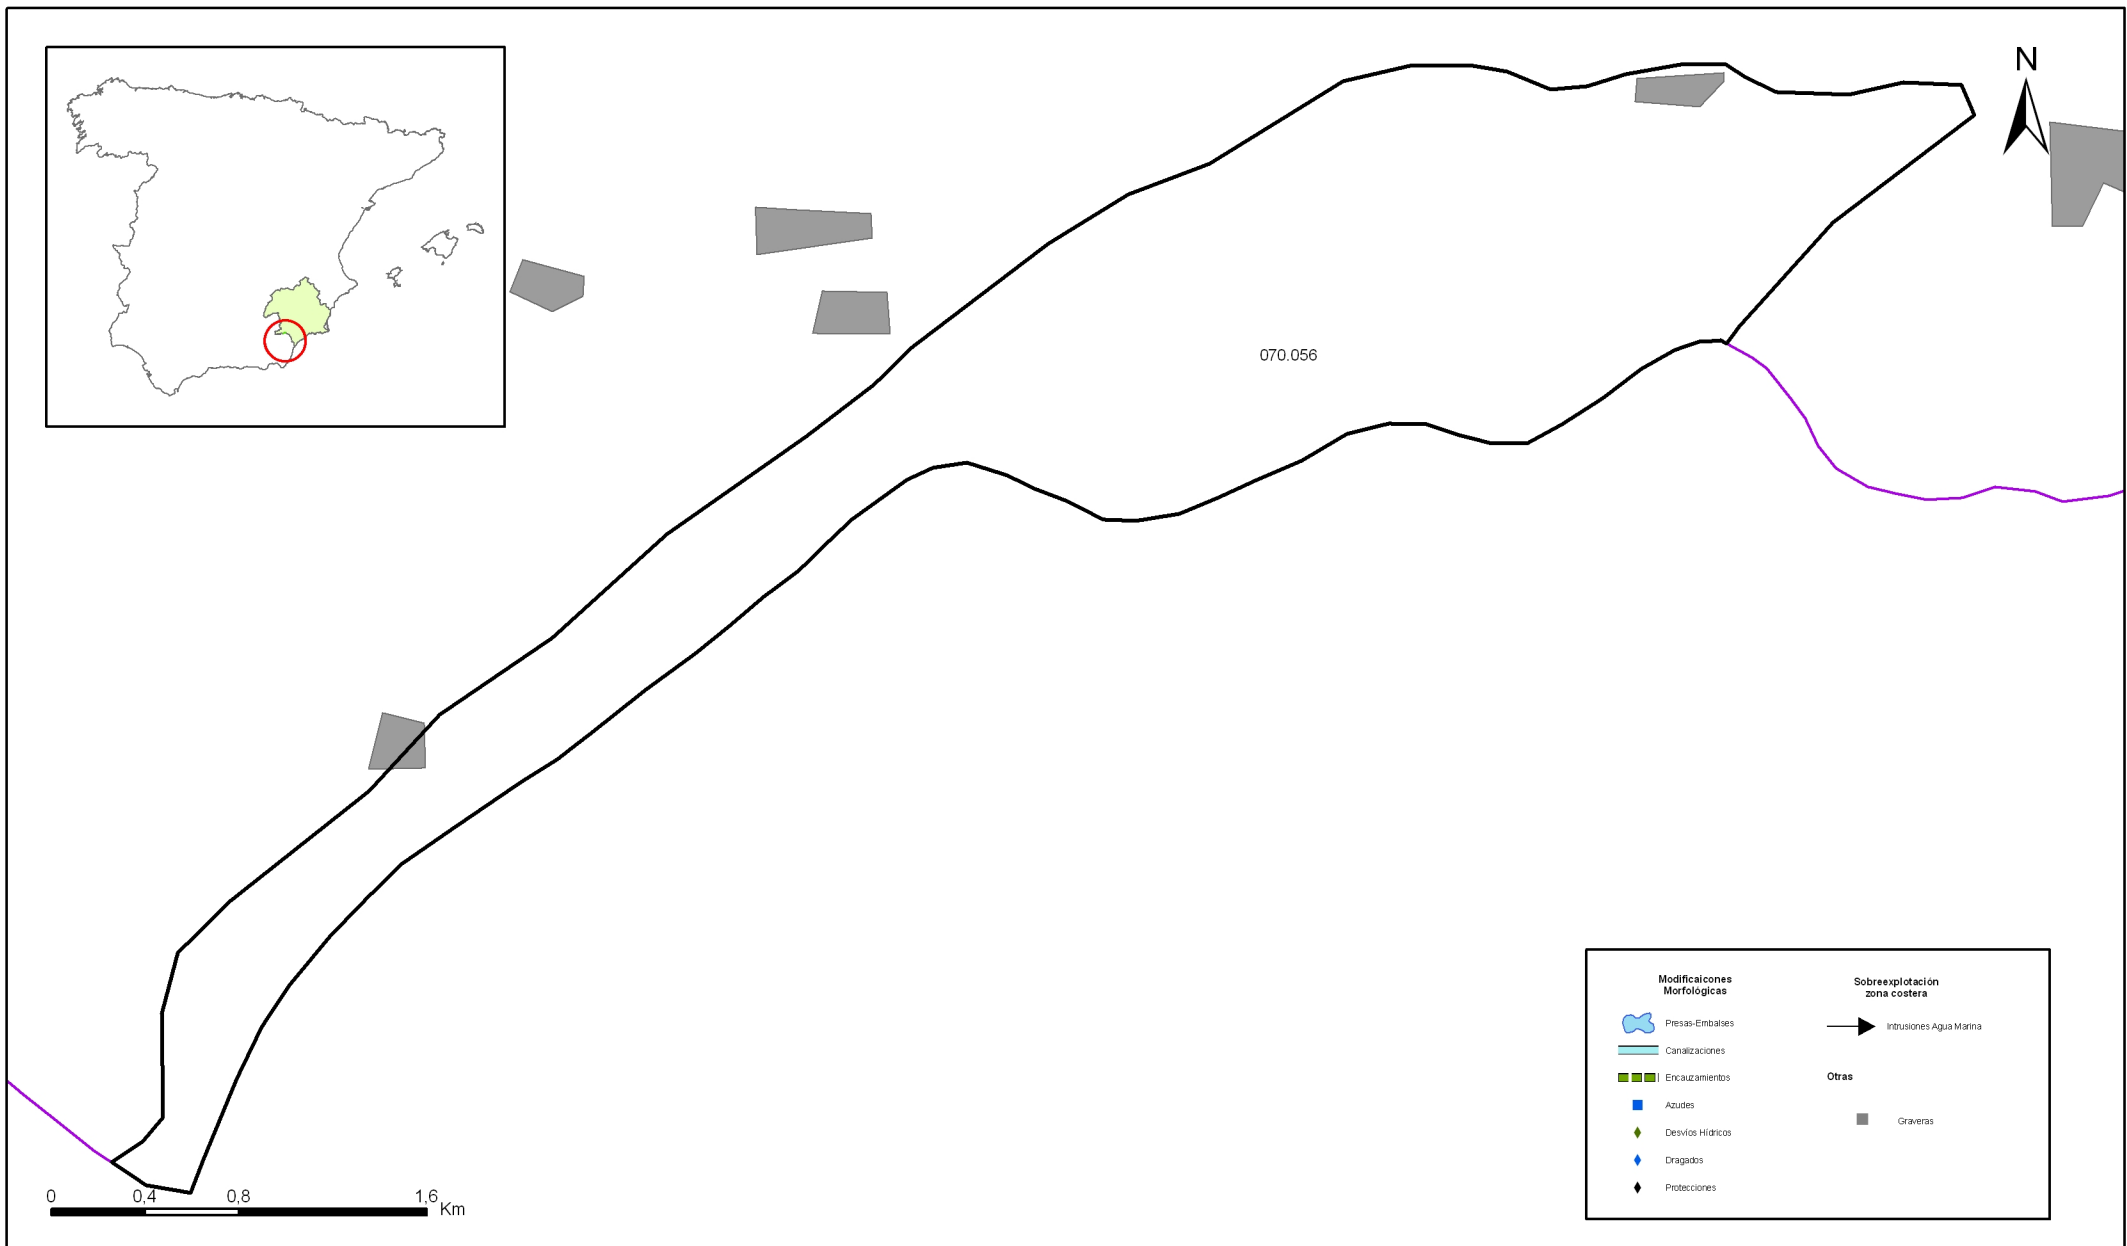 N
070.056
Modificaicones
Morfológicas
Presas-Embalses
Canalizaciones
Encauzamientos
Azudes
Desvíos Hídricos
Dragados
Protecciones
Sobreexplotación
zona costera
Intrusiones Agua Marina
Otras
Graveras
0 0,4 0,8 1,6
Km